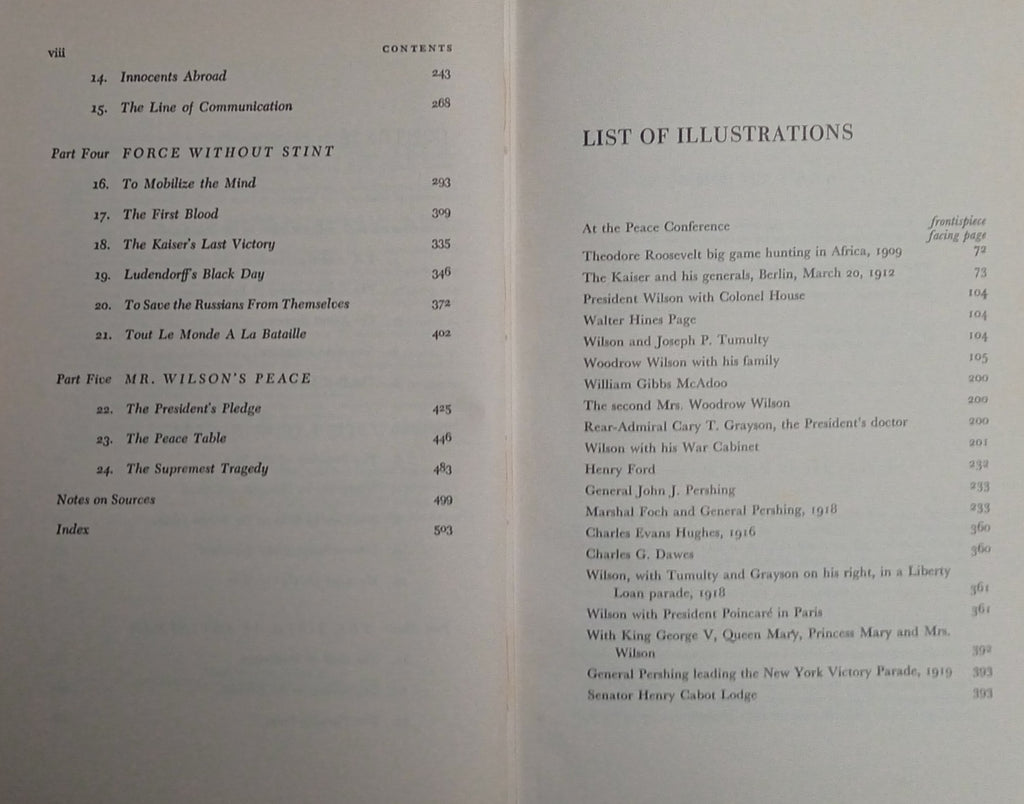 viii CONTENTS
14. Innocents Abroad 243
15. The Line of Communication 268
Part Four FORCE WITHOUT STINT
16. To Mobilize the Mind 293
17. The First Blood 309
18. The Kaiser's Last Victory 335
19. Ludendorff's Black Day 346
20. To Save the Russians From Themselves 372
21. Tout Le Monde A La Bataille 402
Part Five MR. WILSON'S PEACE
22. The President's Pledge 425
23. The Peace Table 446
24. The Supremest Tragedy 483
Notes on Sources 499
Index 503
LIST OF ILLUSTRATIONS
At the Peace Conference frontispiece
facing page
Theodore Roosevelt big game hunting in Africa, 1909 72
The Kaiser and his generals, Berlin, March 20, 1912 73
President Wilson with Colonel House 104
Walter Hines Page 104
Wilson and Joseph P. Tumulty 104
Woodrow Wilson with his family 105
William Gibbs McAdoo 200
The second Mrs. Woodrow Wilson 200
Rear-Admiral Cary T. Grayson, the President's doctor 200
Wilson with his War Cabinet 201
Henry Ford 232
General John J. Pershing 233
Marshal Foch and General Pershing, 1918 233
Charles Evans Hughes, 1916 360
Charles G. Dawes 360
Wilson, with Tumulty and Grayson on his right, in a Liberty
Loan parade, 1918 361
Wilson with President Poincaré in Paris 361
With King George V, Queen Mary, Princess Mary and Mrs.
Wilson 392
General Pershing leading the New York Victory Parade, 1919 393
Senator Henry Cabot Lodge 393